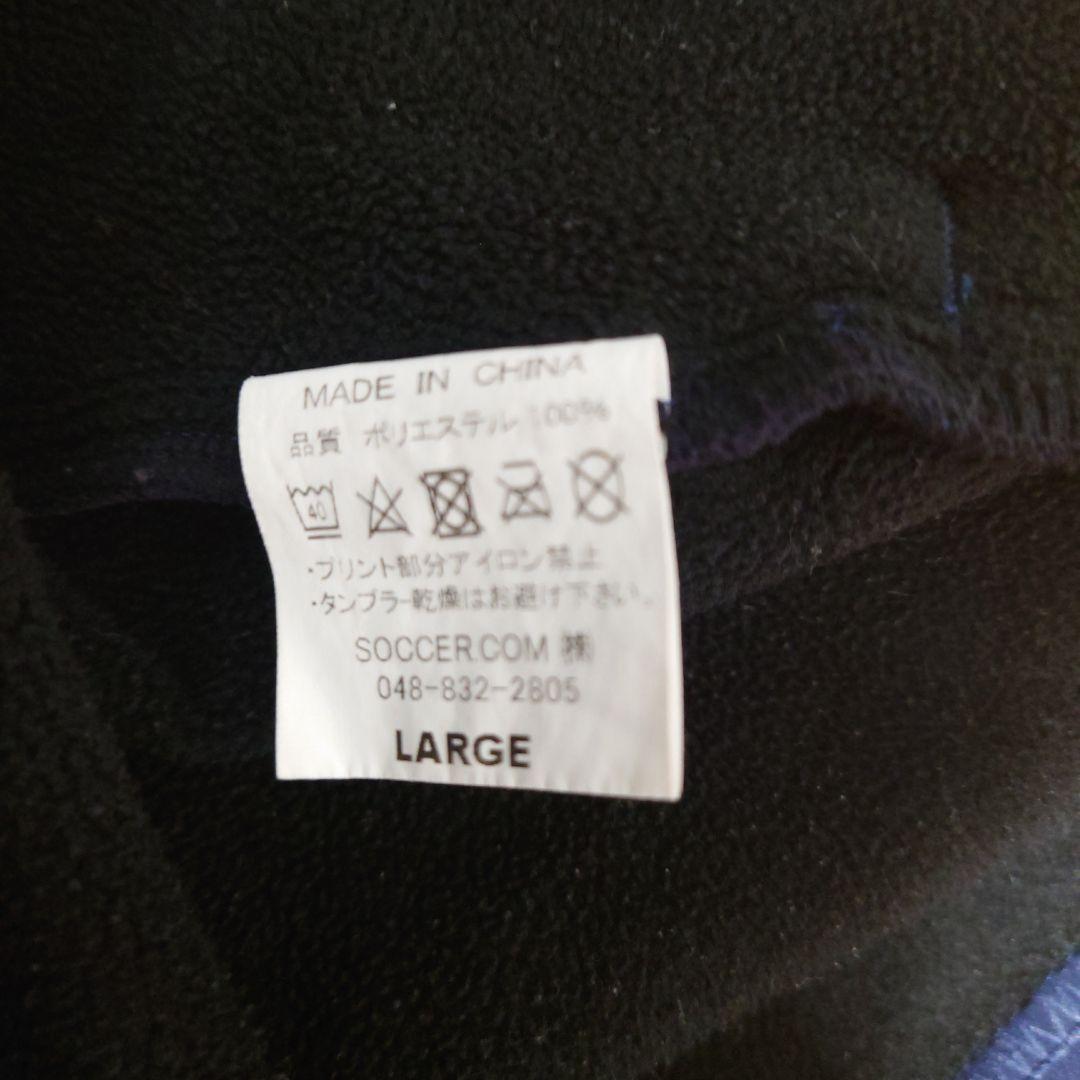 MADE IN CHINA
品質 ポリエステル 100%
40
・プリント部分アイロン禁止
・タンブラー乾燥はお避け下さい。
SOCCER.COM ㈱
048-832-2805
LARGE